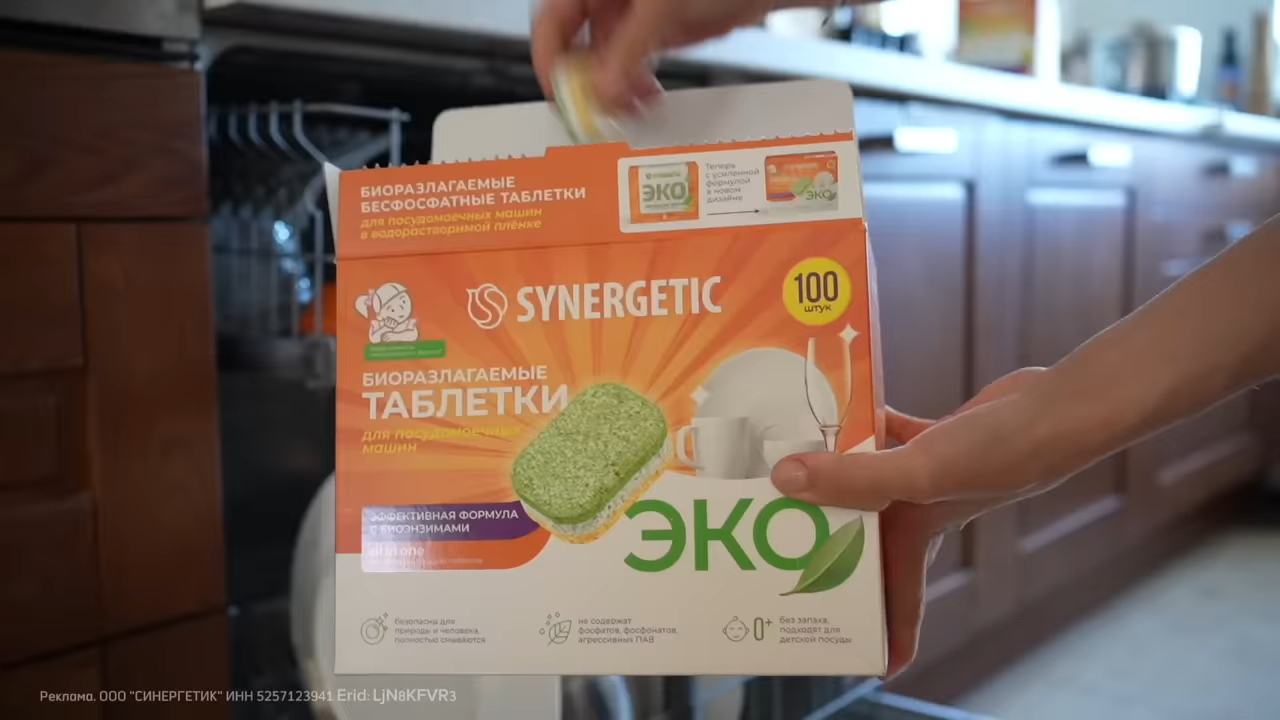 БИОРАЗЛАГАЕМЫЕ
БЕСФОСФАТНЫЕ ТАБЛЕТКИ
для посудомоечных машин
в водорастворимой плёнке
ЭКО
Теперь
с усиленной
формулой
в новом
дизайне
SYNERGETIC
ЭКО
SYNERGETIC
100
штук
БИОРАЗЛАГАЕМЫЕ
ТАБЛЕТКИ
для посудомоечных
машин
ЭФФЕКТИВНАЯ ФОРМУЛА
С БИОЭНЗИМАМИ
all in one
ЭКО
безопасна для
природы и человека,
полностью смываются
не содержат
фосфатов, фосфонатов,
агрессивных ПАВ
0+
без запаха,
подходят для
детской посуды
Реклама. ООО "СИНЕРГЕТИК" ИНН 5257123941 Erid: LjN8KFVR3